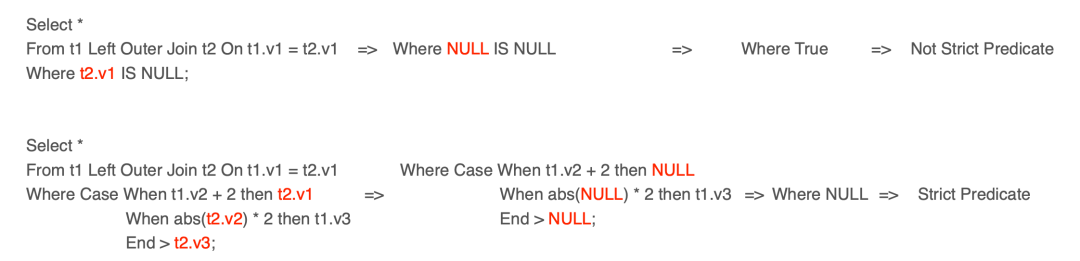 Select *
From t1 Left Outer Join t2 On t1.v1 = t2.v1 => Where NULL IS NULL => Where True => Not Strict Predicate
Where t2.v1 IS NULL;
Select *
From t1 Left Outer Join t2 On t1.v1 = t2.v1 Where Case When t1.v2 + 2 then NULL
Where Case When t1.v2 + 2 then t2.v1 => When abs(NULL) * 2 then t1.v3 => Where NULL => Strict Predicate
When abs(t2.v2) * 2 then t1.v3 End > NULL;
End > t2.v3;